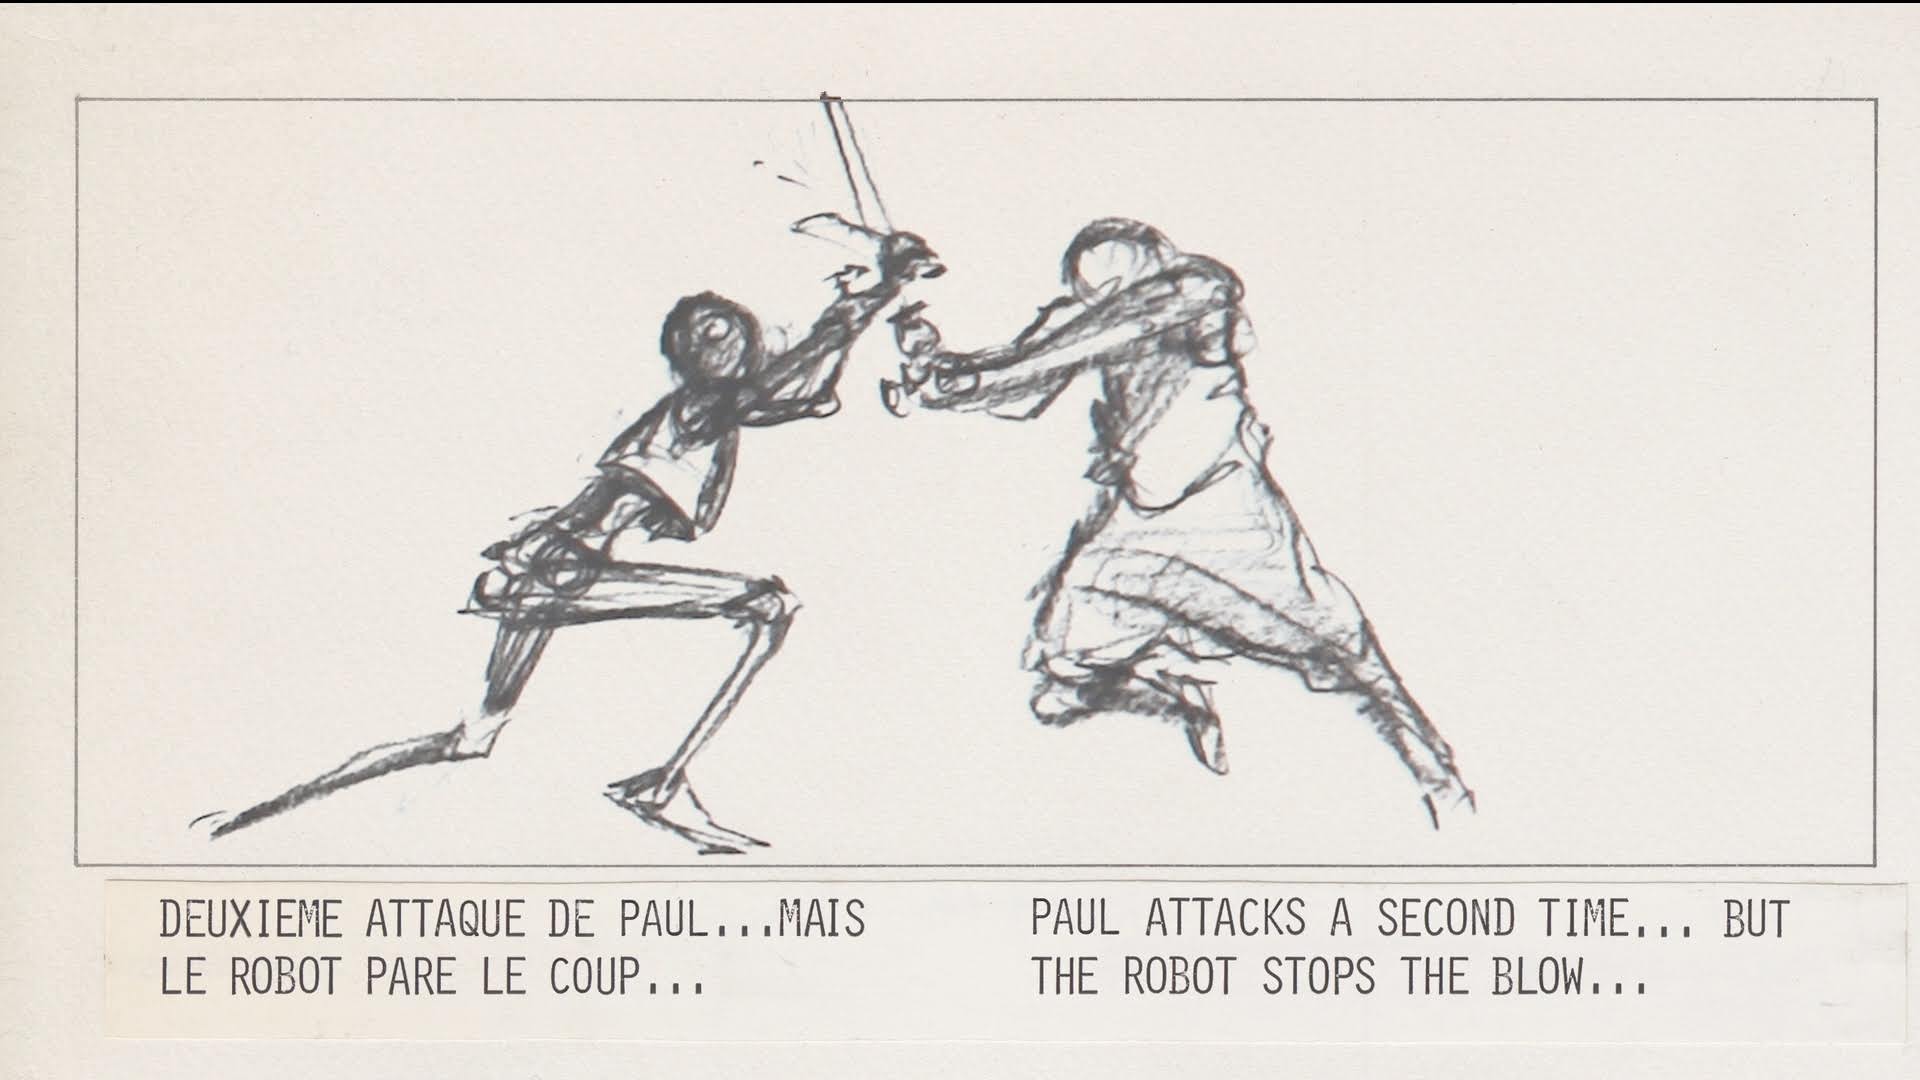 DEUXIEME ATTAQUE DE PAUL...MAIS
LE ROBOT PARE LE COUP...
PAUL ATTACKS A SECOND TIME... BUT
THE ROBOT STOPS THE BLOW...